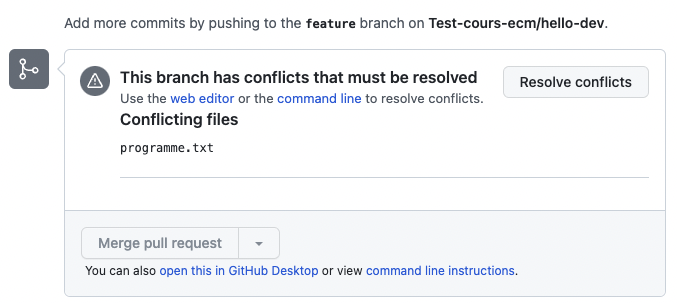 Add more commits by pushing to the feature branch on Test-cours-ecm/hello-dev.
This branch has conflicts that must be resolved
Resolve conflicts
Use the web editor or the command line to resolve conflicts.
Conflicting files
programme.txt
Merge pull request
You can also open this in GitHub Desktop or view command line instructions.